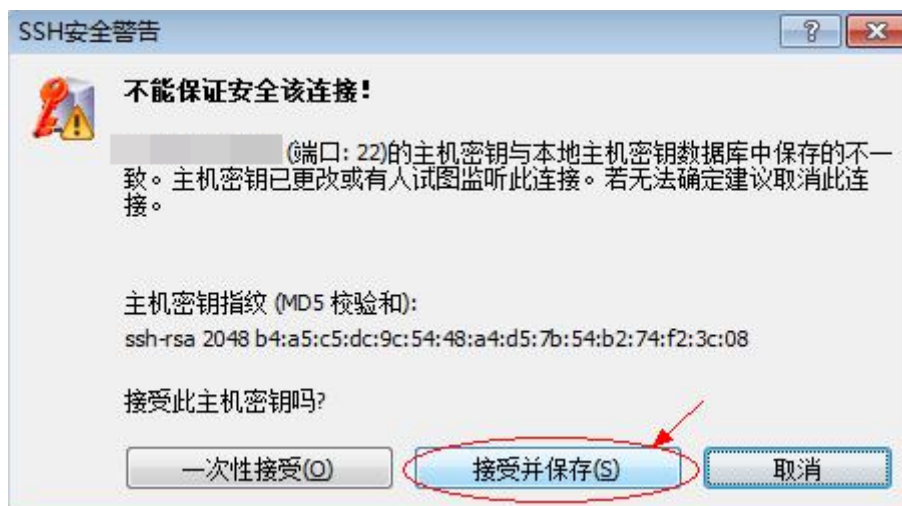 SSH安全警告
不能保证安全该连接!
(端口: 22)的主机密钥与本地主机密钥数据库中保存的不一
致。主机密钥已更改或有人试图监听此连接。若无法确定建议取消此连
接。
主机密钥指纹 (MD5 校验和):
ssh-rsa 2048 b4:a5:c5:dc:9c:54:48:a4:d5:7b:54:b2:74:f2:3c:08
接受此主机密钥吗?
一次性接受(O) 接受并保存(S) 取消